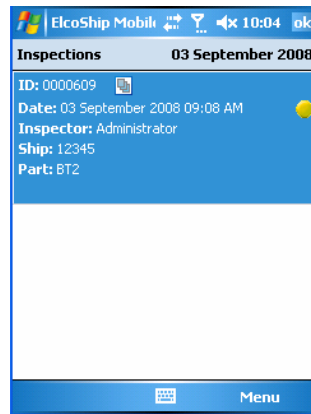 ElcoShip Mobile 10:04 ok
Inspections 03 September 2008
ID: 0000609
Date: 03 September 2008 09:08 AM
Inspector: Administrator
Ship: 12345
Part: BT2
Menu